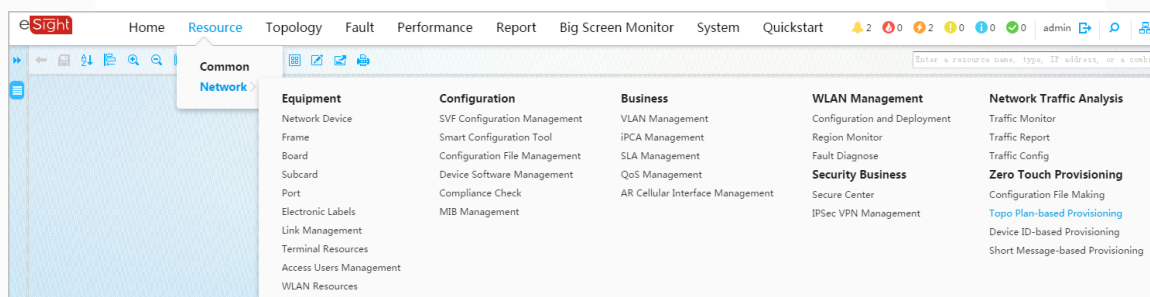 eSight Home Resource Topology Fault Performance Report Big Screen Monitor System Quickstart 2 0 2 0 0 0 admin
Common
Network
Enter a resource name, type, IP address, or a combi
Equipment
Network Device
Frame
Board
Subcard
Port
Electronic Labels
Link Management
Terminal Resources
Access Users Management
WLAN Resources
Configuration
SVF Configuration Management
Smart Configuration Tool
Configuration File Management
Device Software Management
Compliance Check
MIB Management
Business
VLAN Management
iPCA Management
SLA Management
QoS Management
AR Cellular Interface Management
WLAN Management
Configuration and Deployment
Region Monitor
Fault Diagnose
Security Business
Secure Center
IPSec VPN Management
Network Traffic Analysis
Traffic Monitor
Traffic Report
Traffic Config
Zero Touch Provisioning
Configuration File Making
Topo Plan-based Provisioning
Device ID-based Provisioning
Short Message-based Provisioning